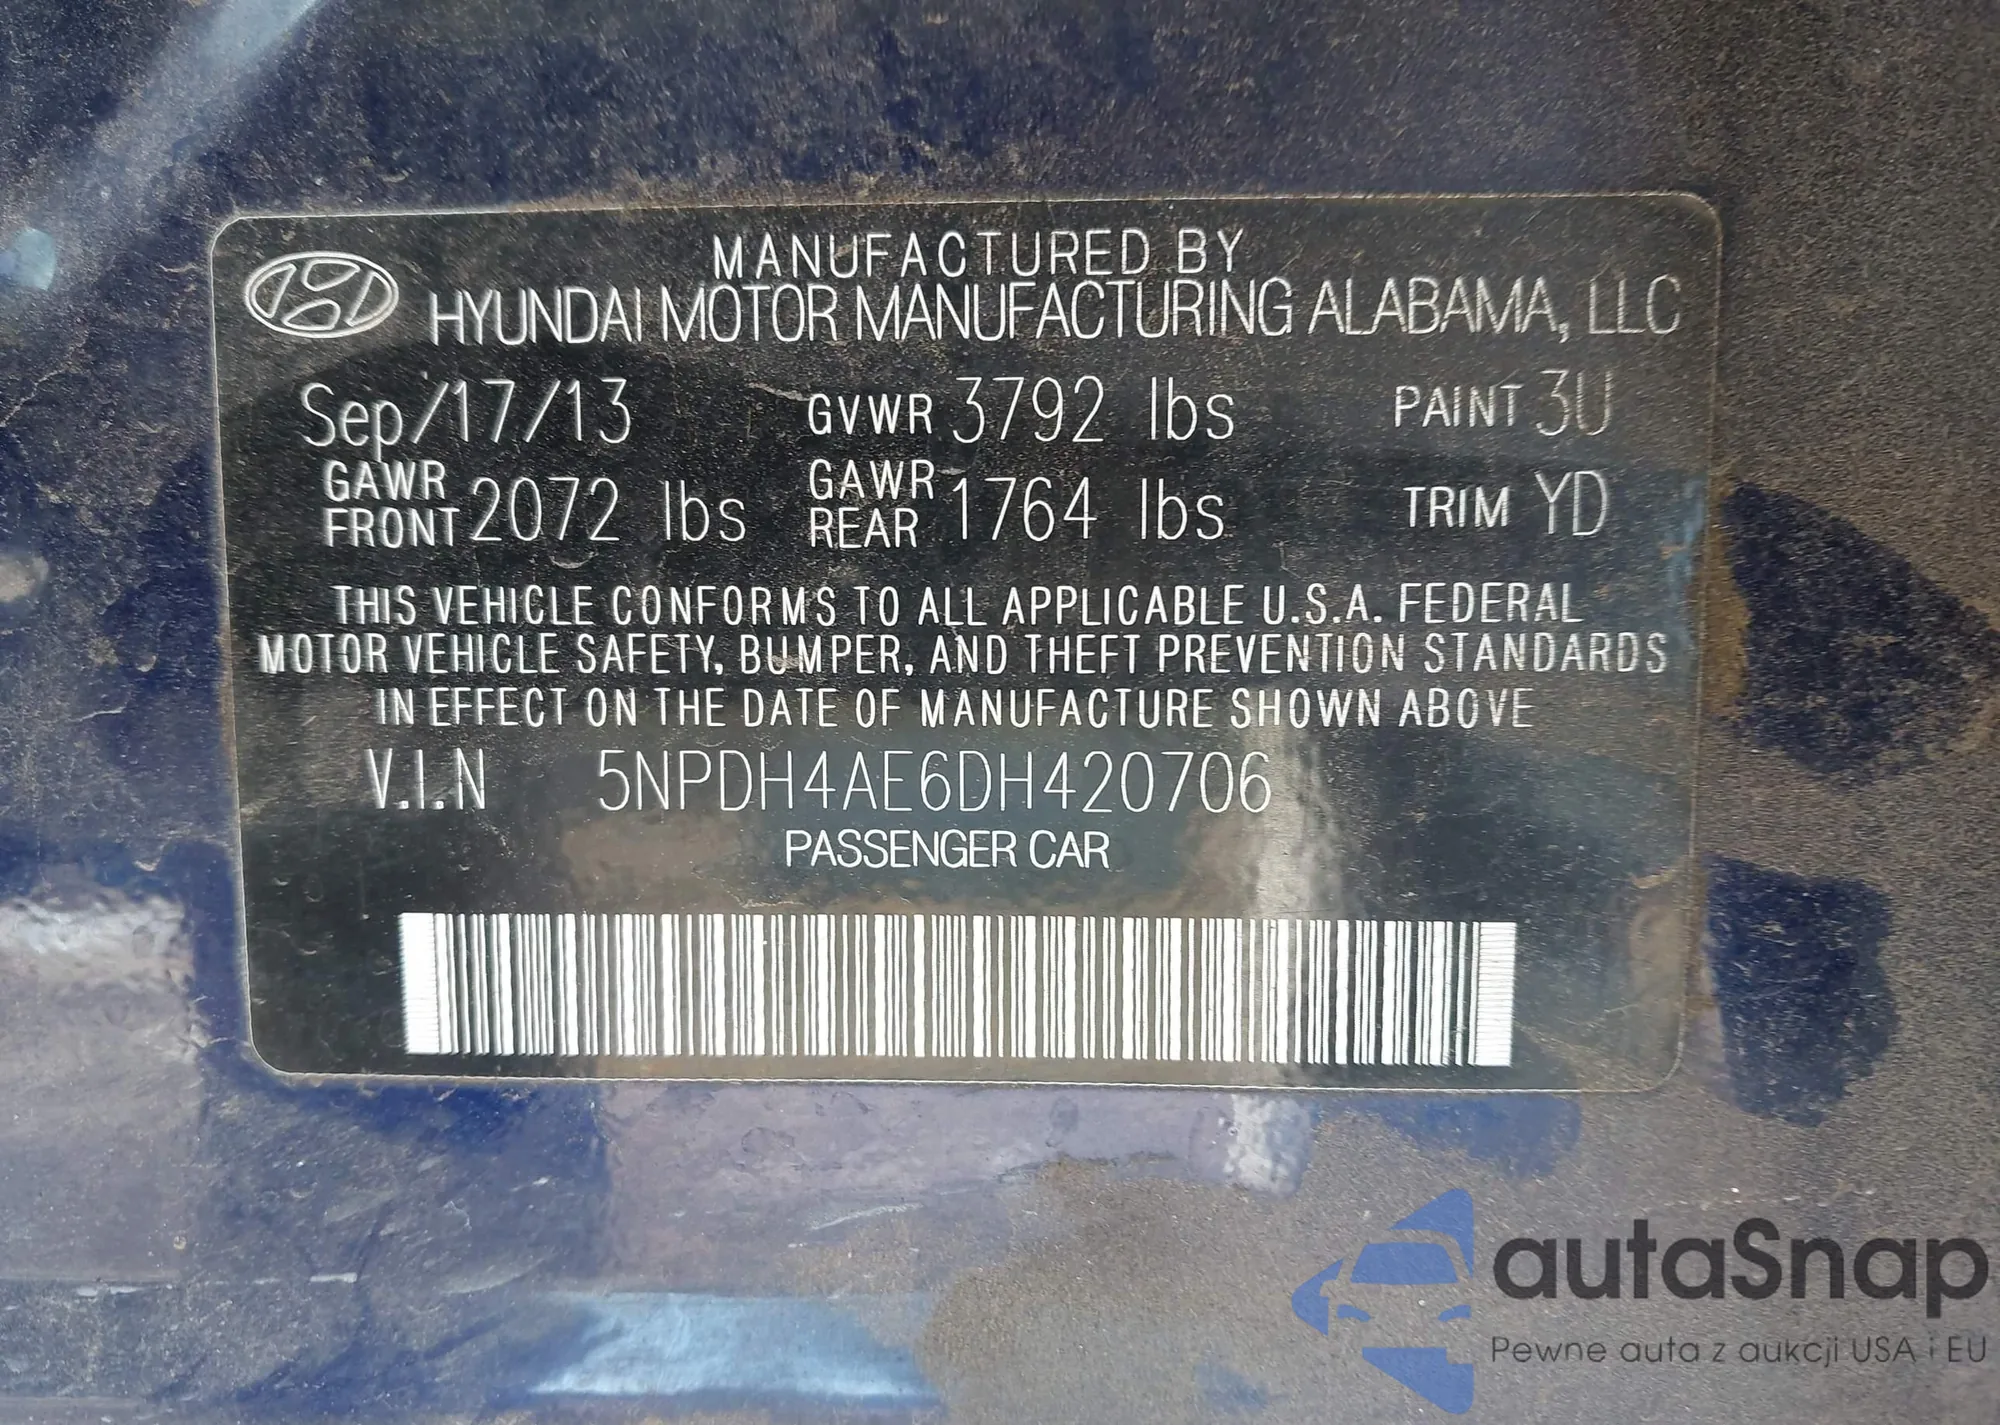 MANUFACTURED BY
HYUNDAI MOTOR MANUFACTURING ALABAMA, LLC
Sep/17/13 GVWR 3792 lbs PAINT 3U
GAWR FRONT 2072 lbs GAWR REAR 1764 lbs TRIM YD
THIS VEHICLE CONFORMS TO ALL APPLICABLE U.S.A. FEDERAL
MOTOR VEHICLE SAFETY, BUMPER, AND THEFT PREVENTION STANDARDS
IN EFFECT ON THE DATE OF MANUFACTURE SHOWN ABOVE
V.I.N 5NPDH4AE6DH420706
PASSENGER CAR
autaSnap
Pewne auta z aukcji USA i EU